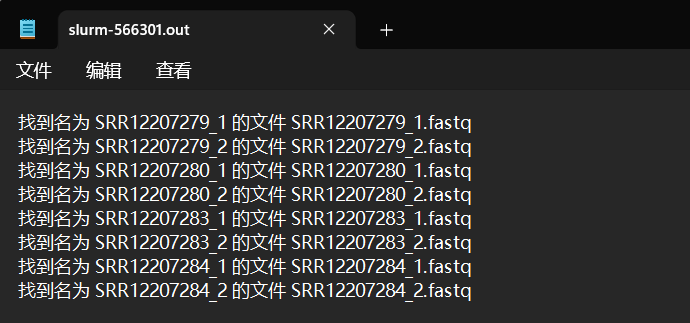 slurm-566301.out
文件 编辑 查看
找到名为 SRR12207279_1 的文件 SRR12207279_1.fastq
找到名为 SRR12207279_2 的文件 SRR12207279_2.fastq
找到名为 SRR12207280_1 的文件 SRR12207280_1.fastq
找到名为 SRR12207280_2 的文件 SRR12207280_2.fastq
找到名为 SRR12207283_1 的文件 SRR12207283_1.fastq
找到名为 SRR12207283_2 的文件 SRR12207283_2.fastq
找到名为 SRR12207284_1 的文件 SRR12207284_1.fastq
找到名为 SRR12207284_2 的文件 SRR12207284_2.fastq